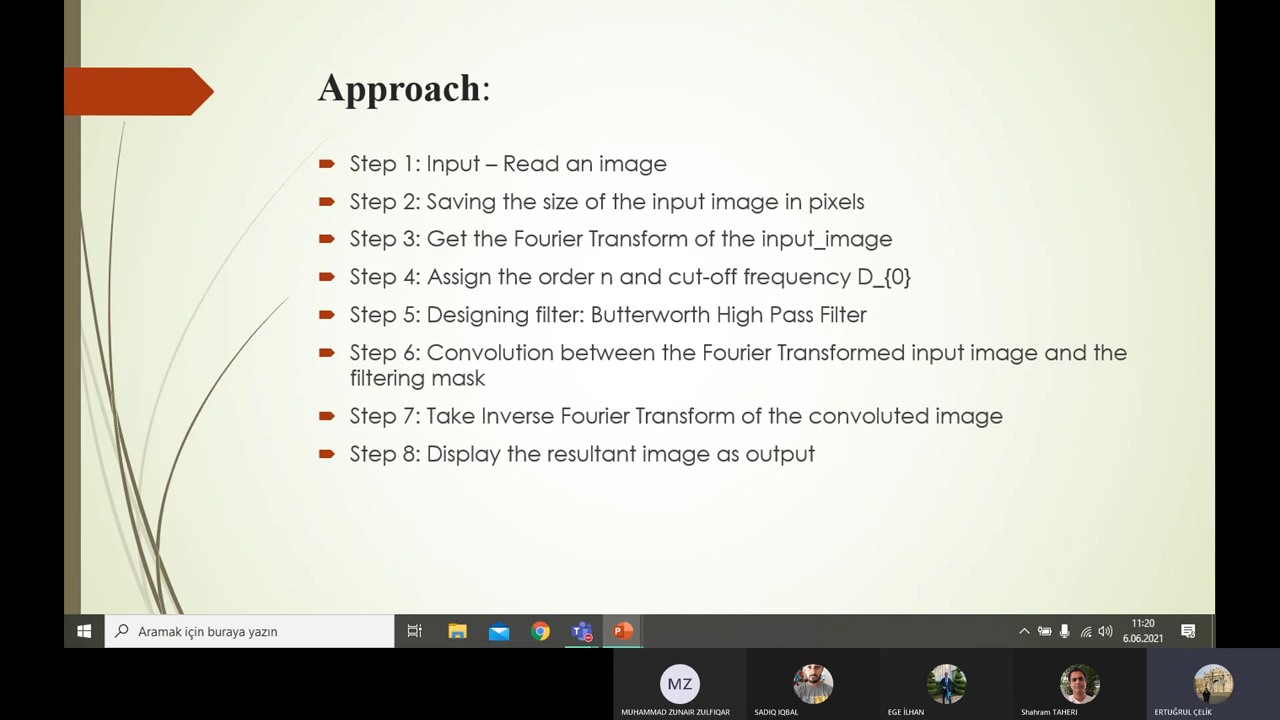 Approach:
Step 1: Input – Read an image
Step 2: Saving the size of the input image in pixels
Step 3: Get the Fourier Transform of the input_image
Step 4: Assign the order n and cut-off frequency D_{0}
Step 5: Designing filter: Butterworth High Pass Filter
Step 6: Convolution between the Fourier Transformed input image and the
filtering mask
Step 7: Take Inverse Fourier Transform of the convoluted image
Step 8: Display the resultant image as output
Aramak için buraya yazın
11:20
6.06.2021
MZ
MUHAMMAD ZUNAIR ZULFIQAR
SADIQ IQBAL
EGE İLHAN
Shahram TAHERI
ERTUĞRUL ÇELİK